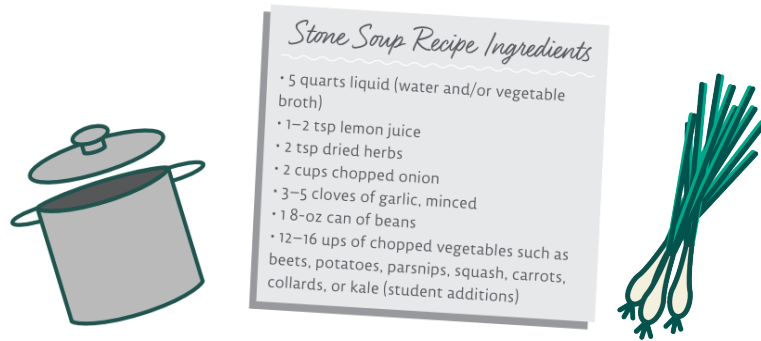 Stone Soup Recipe Ingredients
• 5 quarts liquid (water and/or vegetable
broth)
• 1–2 tsp lemon juice
• 2 tsp dried herbs
• 2 cups chopped onion
• 3–5 cloves of garlic, minced
• 1 8-oz can of beans
• 12–16 ups of chopped vegetables such as
beets, potatoes, parsnips, squash, carrots,
collards, or kale (student additions)